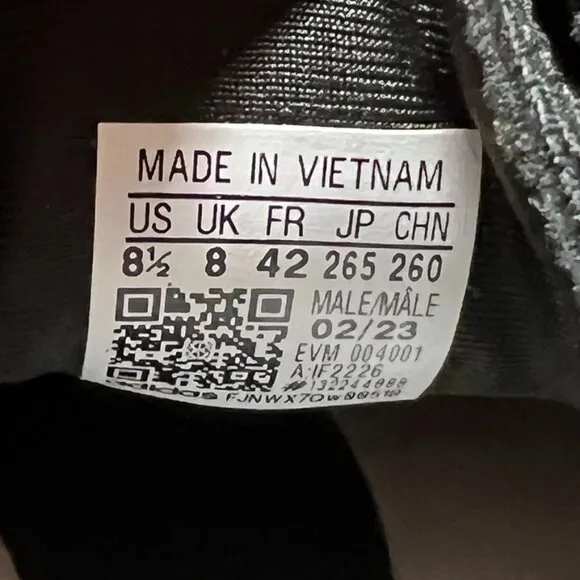 MADE IN VIETNAM
US UK FR JP CHN
8½ 8 42 265 260
MALE/MÂLE
02/23
EVM 004001
A:IF2226
adidas